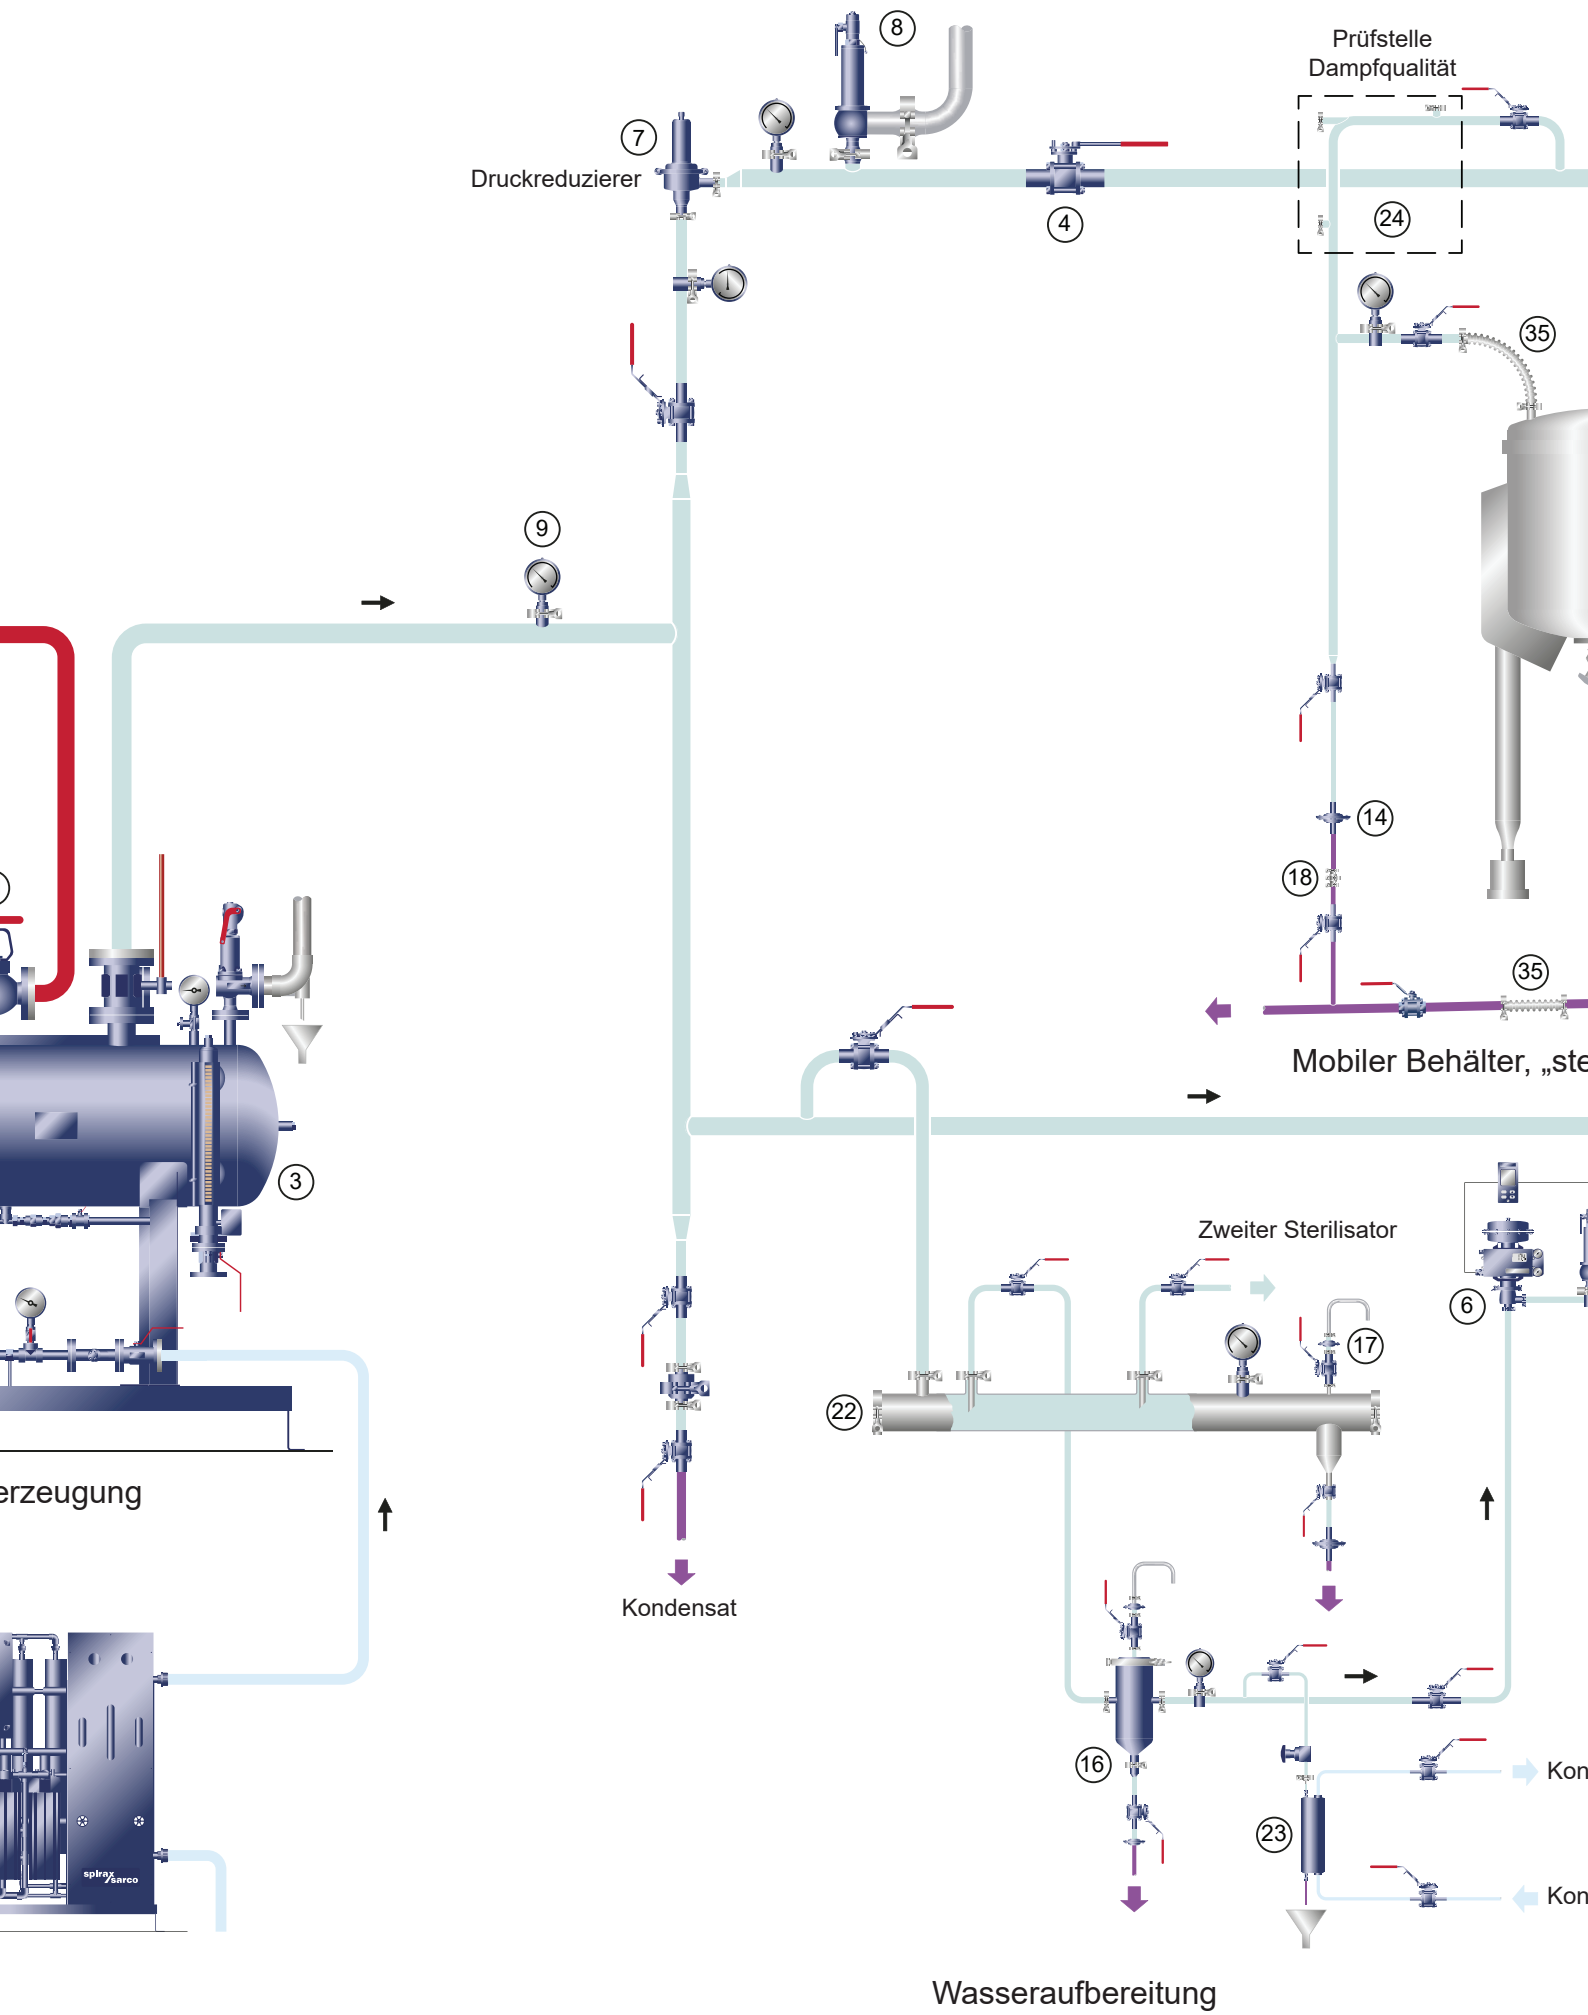 8
Prüfstelle
Dampfqualität
7
Druckreduzierer
4
24
35
9
14
18
35
Mobiler Behälter, „ste
3
Zweiter Sterilisator
6
17
22
erzeugung
Kondensat
16
Kon
23
spirax
sarco
Kon
Wasseraufbereitung